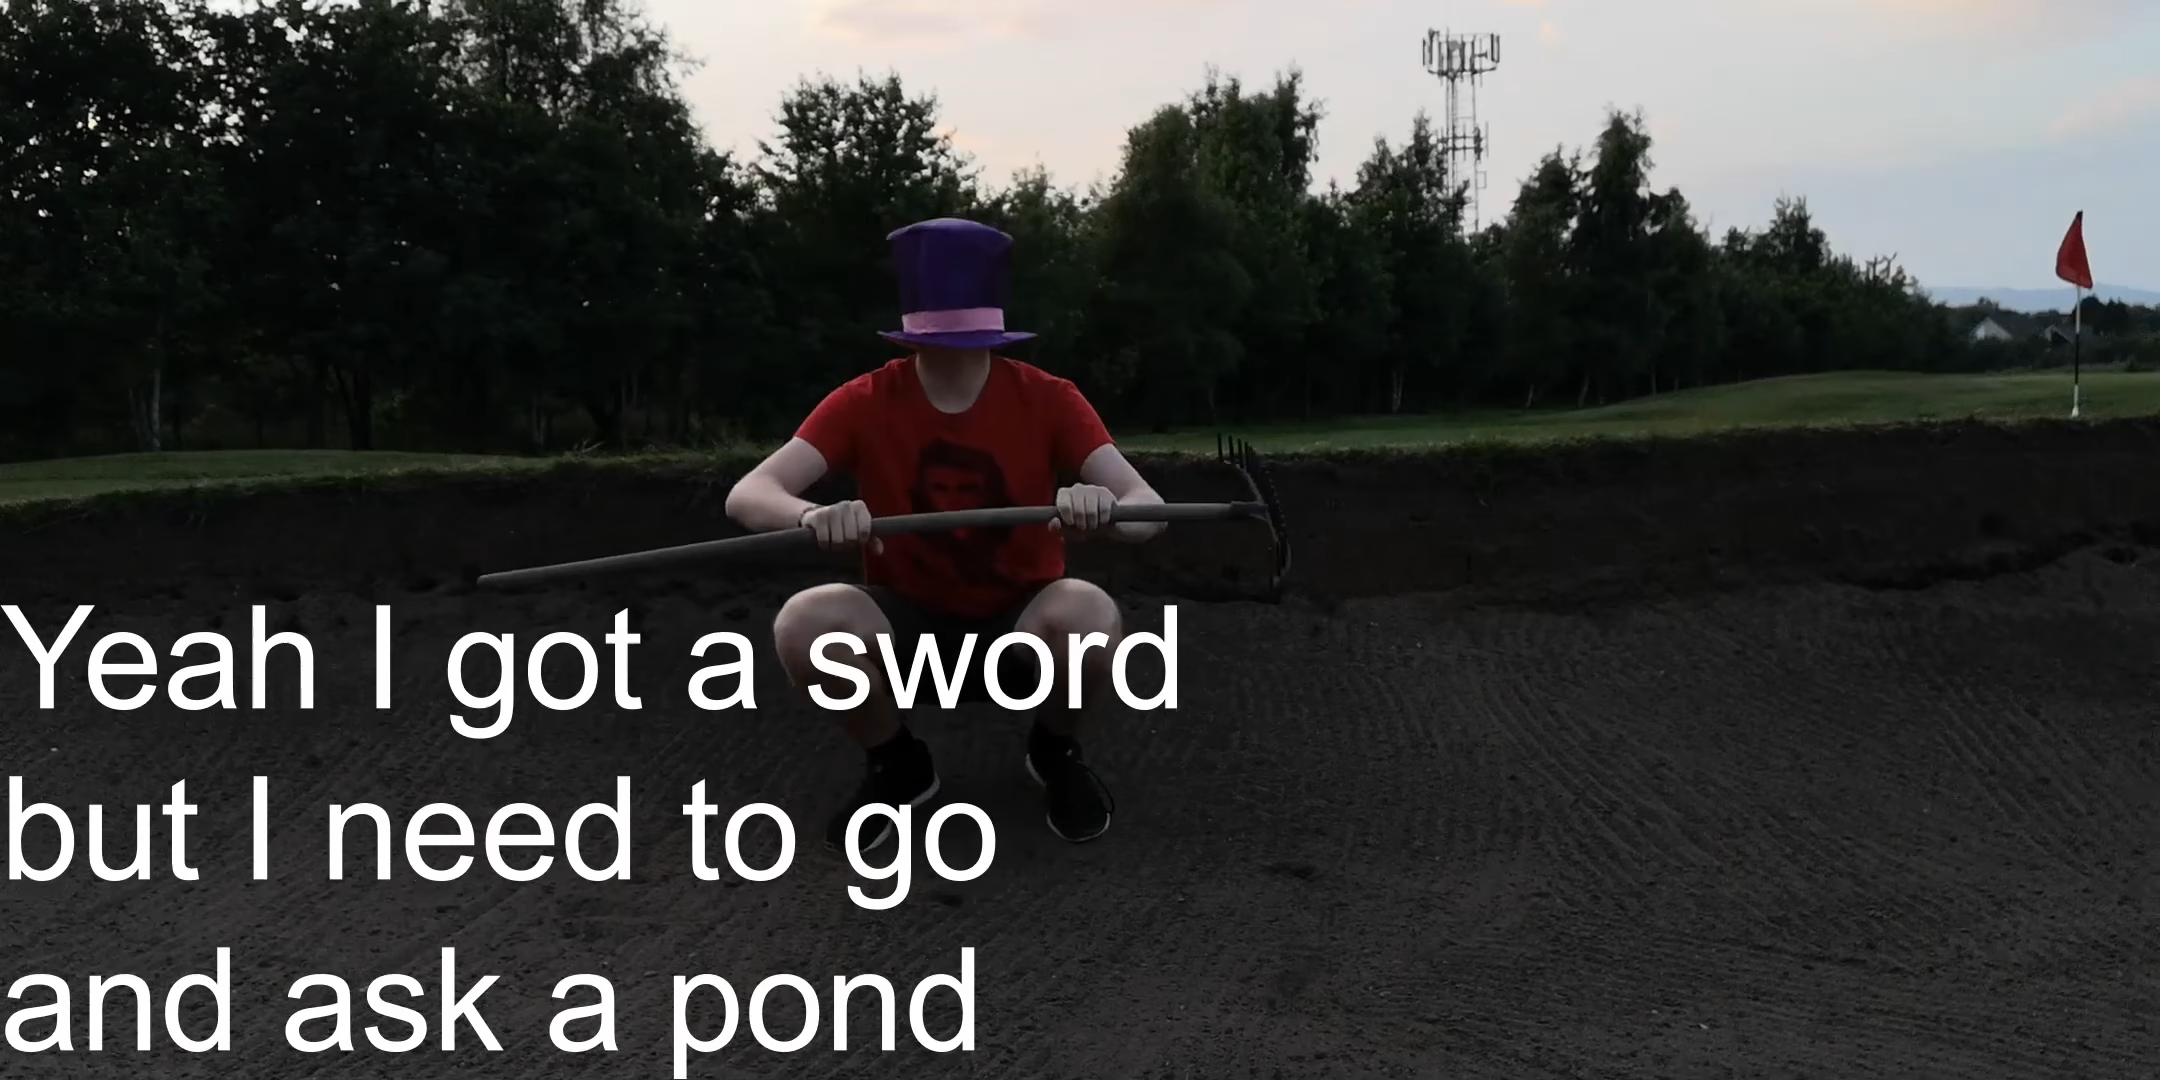 Yeah I got a sword
but I need to go
and ask a pond